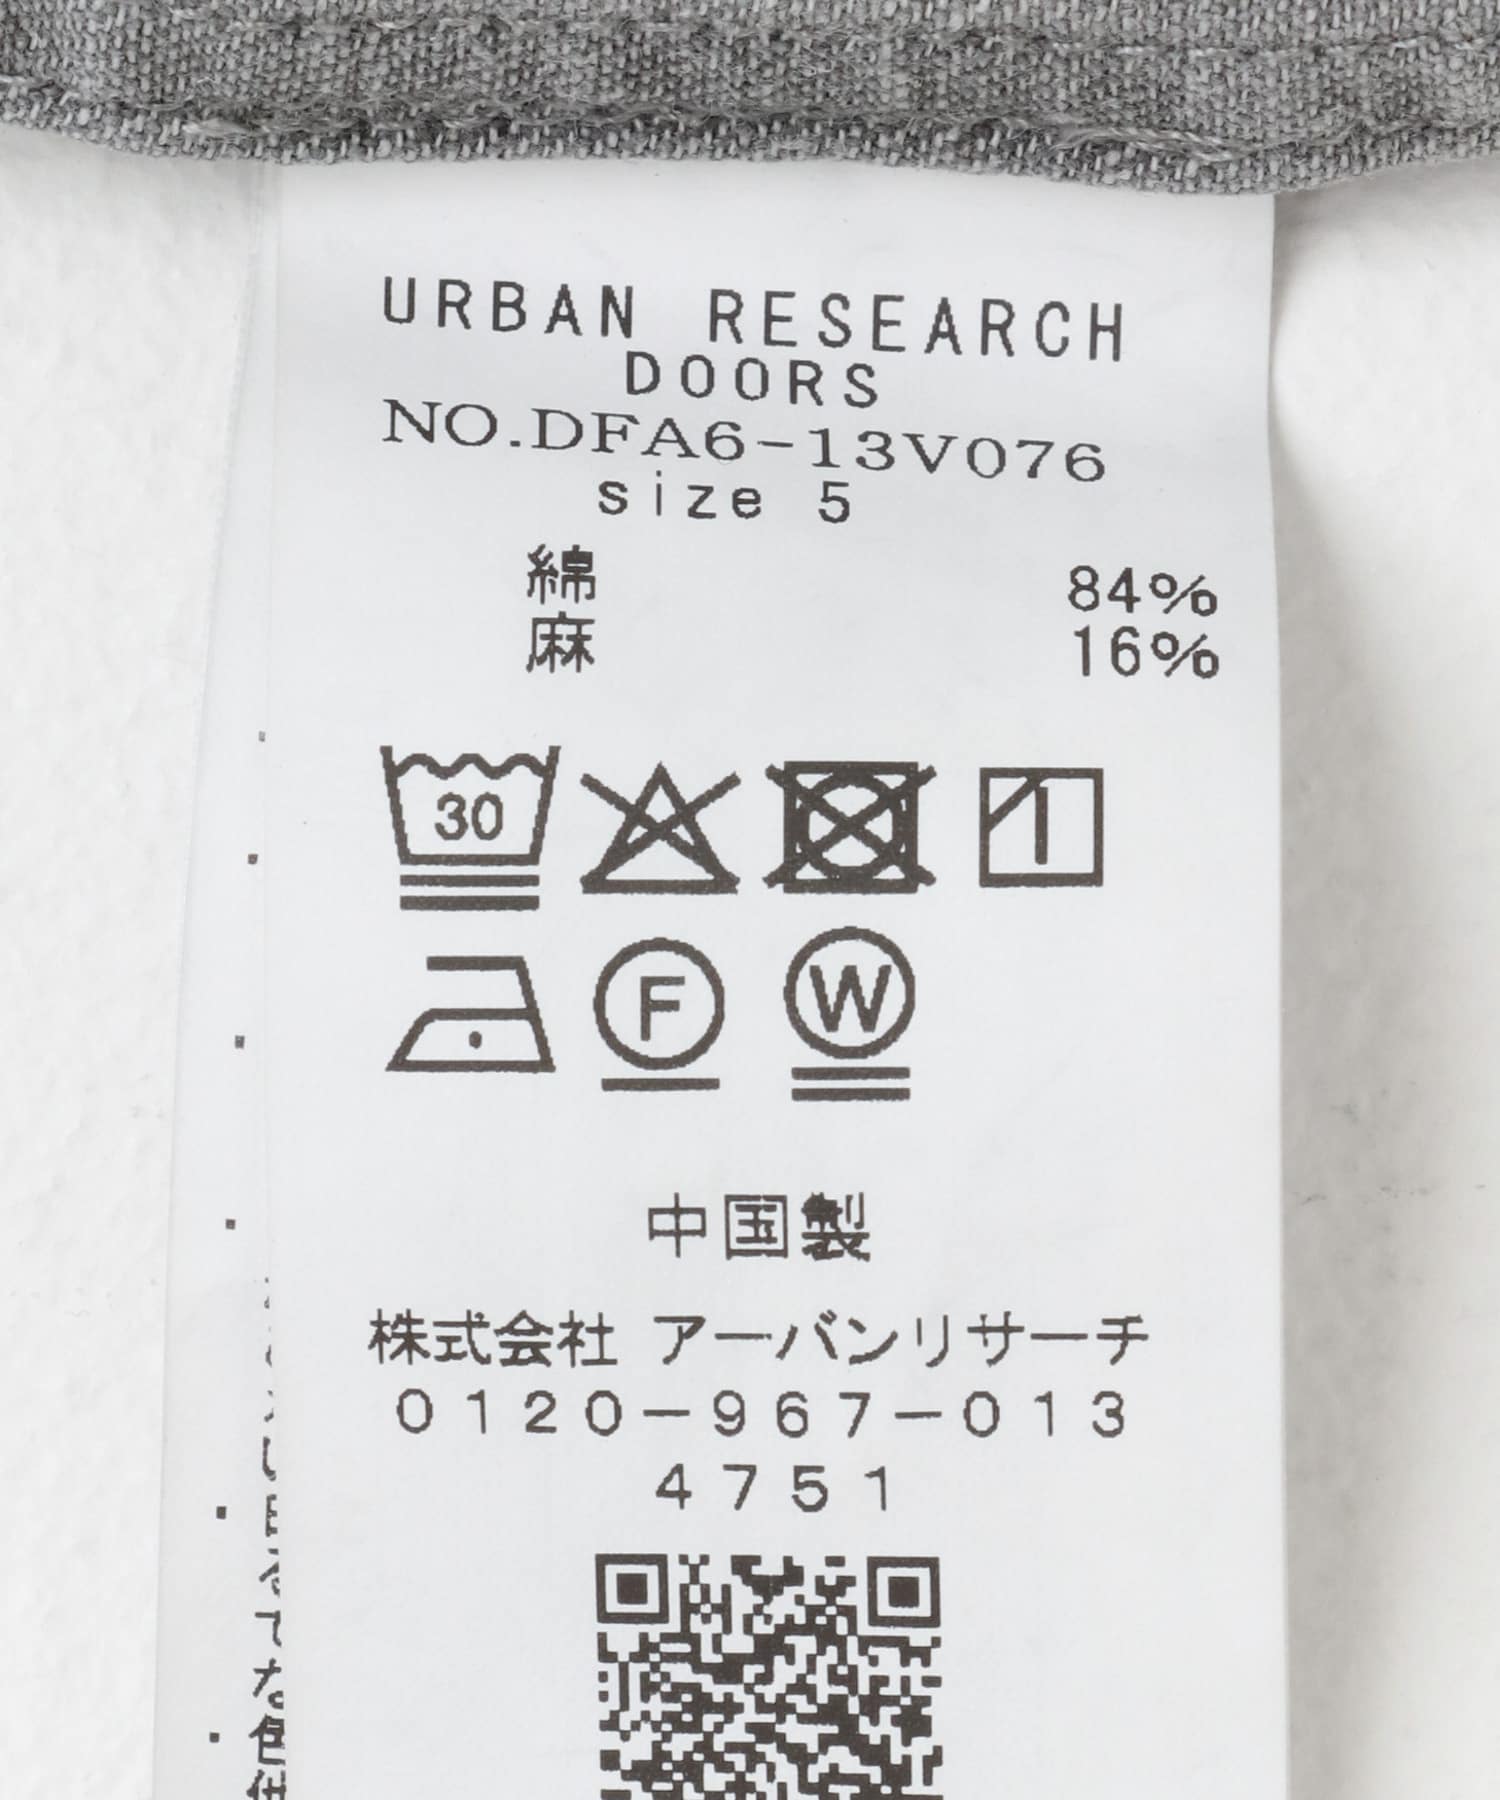 URBAN RESEARCH
DOORS
NO.DFA6-13V076
size 5
綿 84%
麻 16%
30
F
W
中国製
株式会社 アーバンリサーチ
0120-967-013
4751